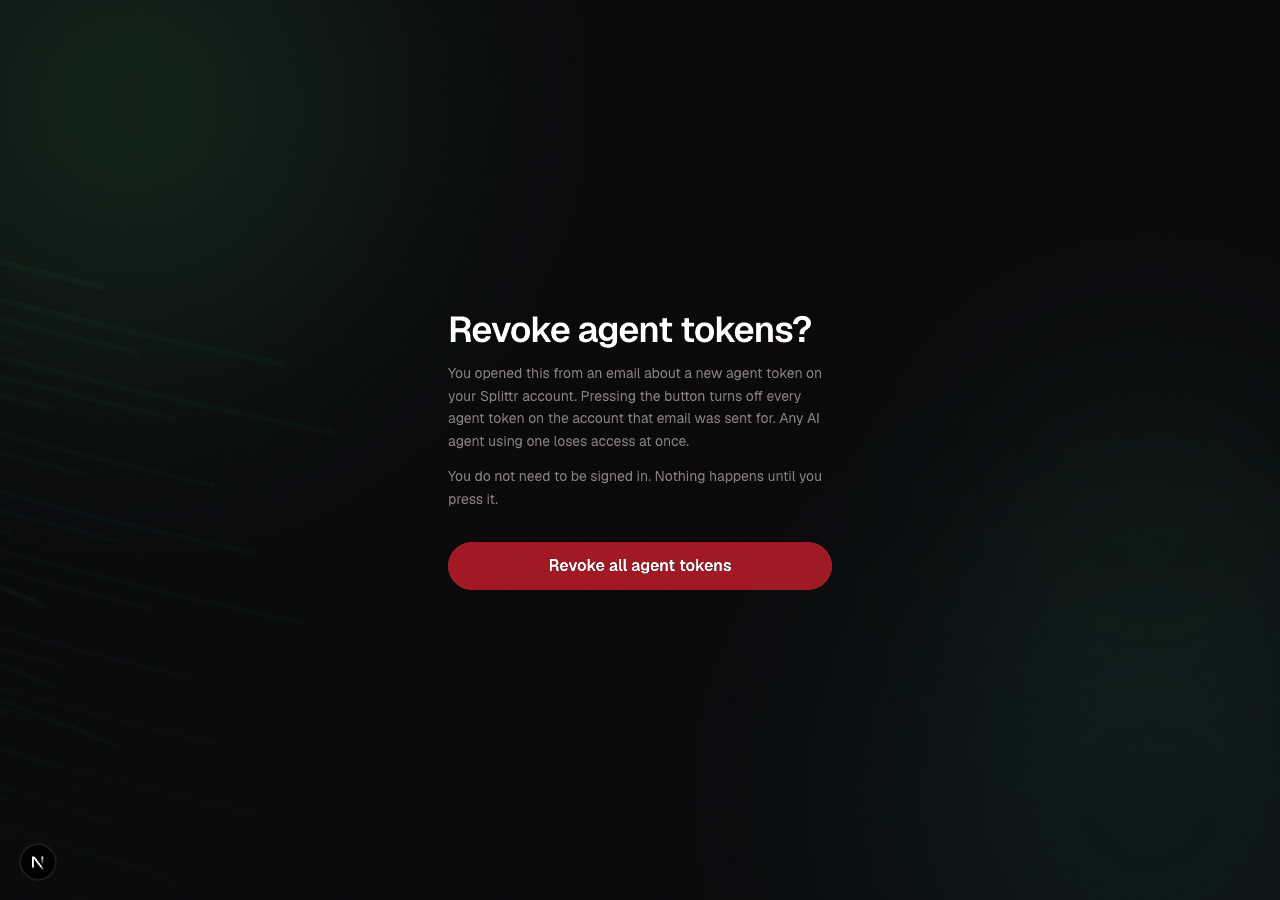 Revoke agent tokens?
You opened this from an email about a new agent token on
your Splittr account. Pressing the button turns off every
agent token on the account that email was sent for. Any AI
agent using one loses access at once.
You do not need to be signed in. Nothing happens until you
press it.
Revoke all agent tokens
N